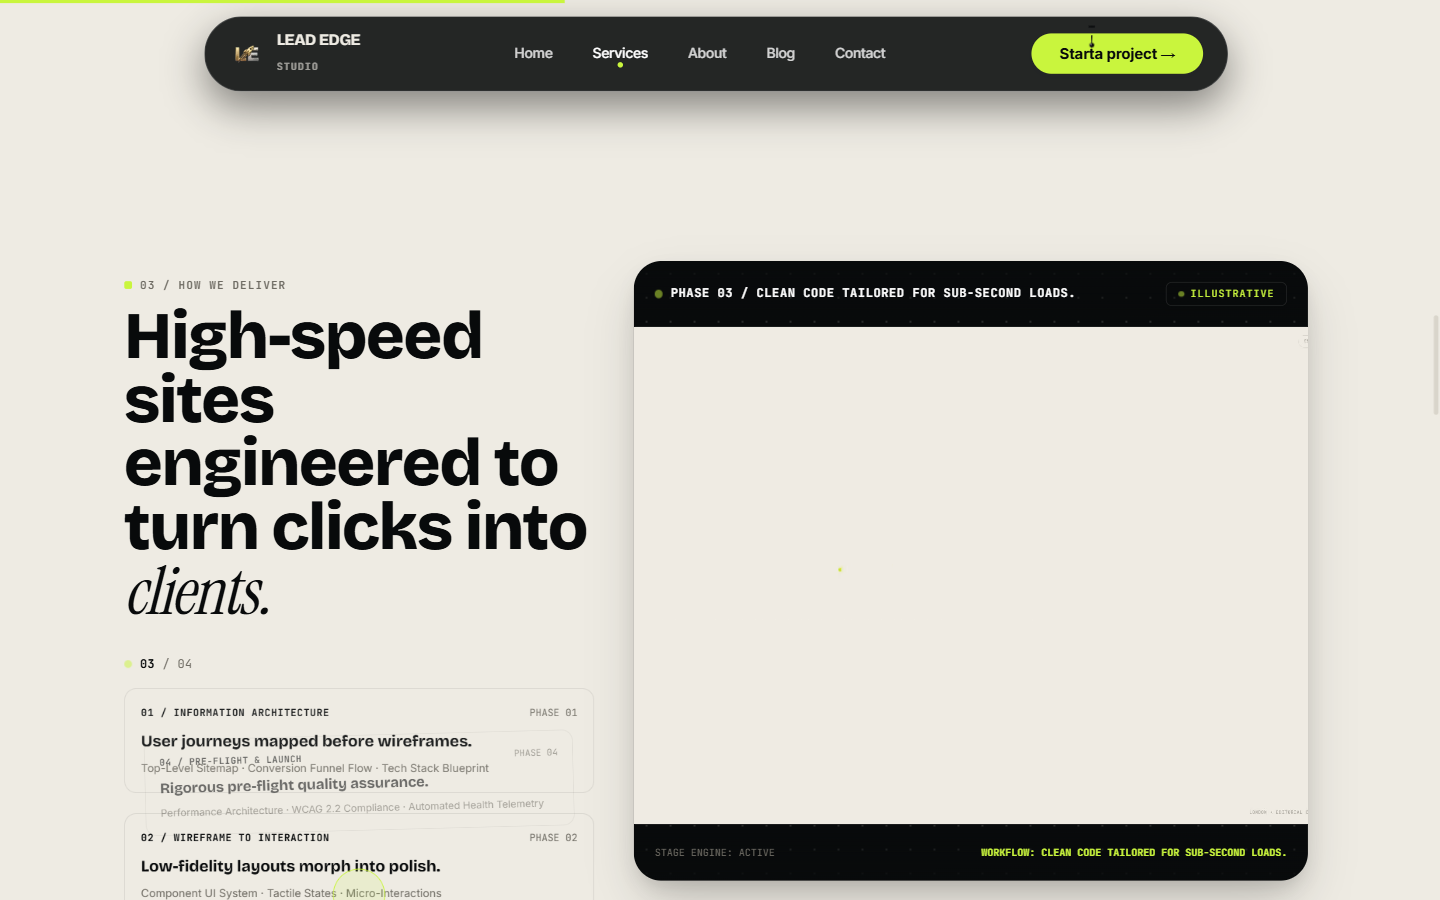 LEAD EDGE
STUDIO
Home
Services
About
Blog
Contact
Start a project →
03 / HOW WE DELIVER
High-speed
sites
engineered to
turn clicks into
clients.
03 / 04
01 / INFORMATION ARCHITECTURE
PHASE 01
User journeys mapped before wireframes.
Top-Level Sitemap · Conversion Funnel Flow · Tech Stack Blueprint
04 / PRE-FLIGHT & LAUNCH
PHASE 04
Rigorous pre-flight quality assurance.
Performance Architecture · WCAG 2.2 Compliance · Automated Health Telemetry
02 / WIREFRAME TO INTERACTION
PHASE 02
Low-fidelity layouts morph into polish.
Component UI System · Tactile States · Micro-Interactions
PHASE 03 / CLEAN CODE TAILORED FOR SUB-SECOND LOADS.
ILLUSTRATIVE
LONDON · EDITORIAL
STAGE ENGINE: ACTIVE
WORKFLOW: CLEAN CODE TAILORED FOR SUB-SECOND LOADS.